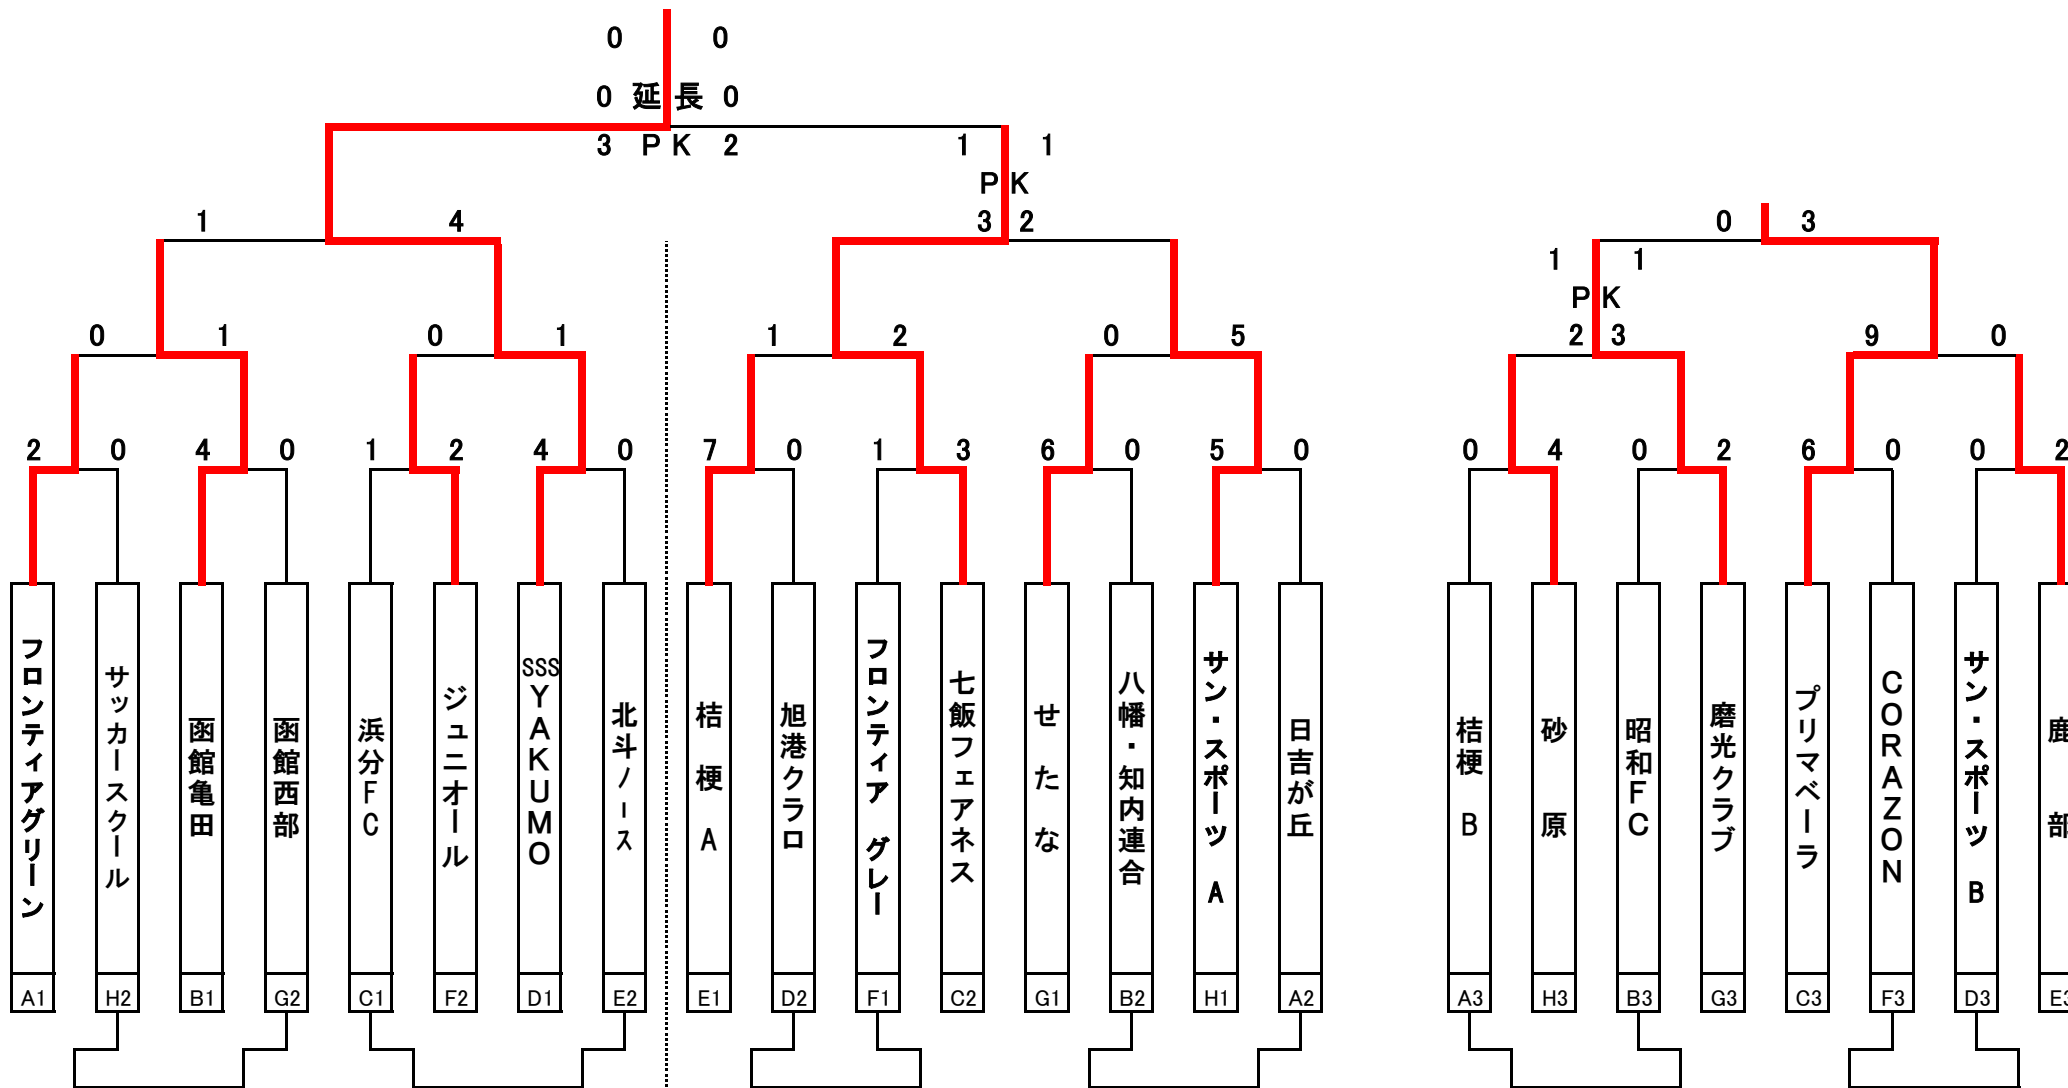 0 0
0 延長 0
3 PK 2
1 1
PK
1 4 3 2 0 3
1 1
PK
0 1 0 1 1 2 0 5 2 3 9 0
2 0 4 0 1 2 4 0 7 0 1 3 6 0 5 0 0 4 0 2 6 0 0 2
フロンティアグリーン
サッカースクール
函館亀田
函館西部
浜分FC
ジュニオール
SSS YAKUMO
北斗ノース
桔梗 A
旭港クラロ
フロンティア グレー
七飯フェアネス
せたな
八幡・知内連合
サン・スポーツ A
日吉が丘
桔梗 B
砂原
昭和FC
磨光クラブ
プリマベーラ
CORAZON
サン・スポーツ B
鹿部
A1 H2 B1 G2 C1 F2 D1 E2 E1 D2 F1 C2 G1 B2 H1 A2 A3 H3 B3 G3 C3 F3 D3 E3